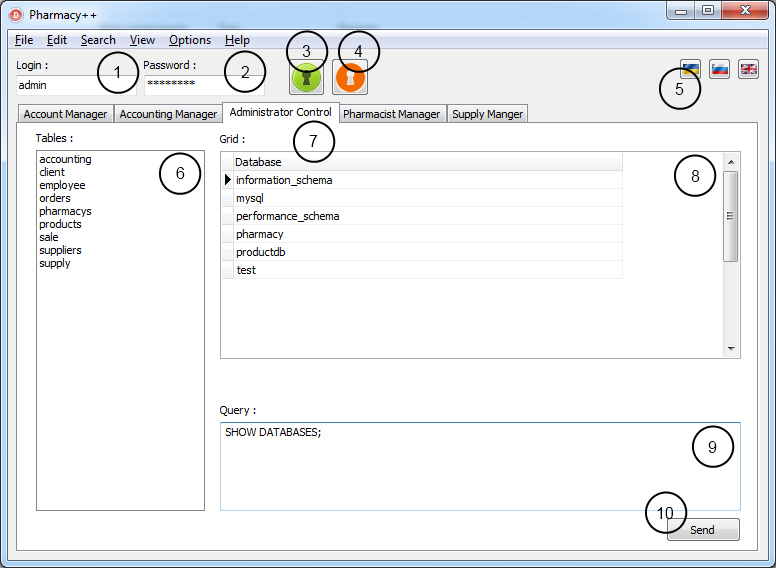 Pharmacy++
File Edit Search View Options Help
Login : Password :
admin ********
1 2 3 4 5
Account Manager Accounting Manager Administrator Control Pharmacist Manager Supply Manger
Tables :
accounting
client
employee
orders
pharmacys
products
sale
suppliers
supply
6
7
Grid :
Database
information_schema
mysql
performance_schema
pharmacy
productdb
test
8
Query :
SHOW DATABASES;
9
10
Send